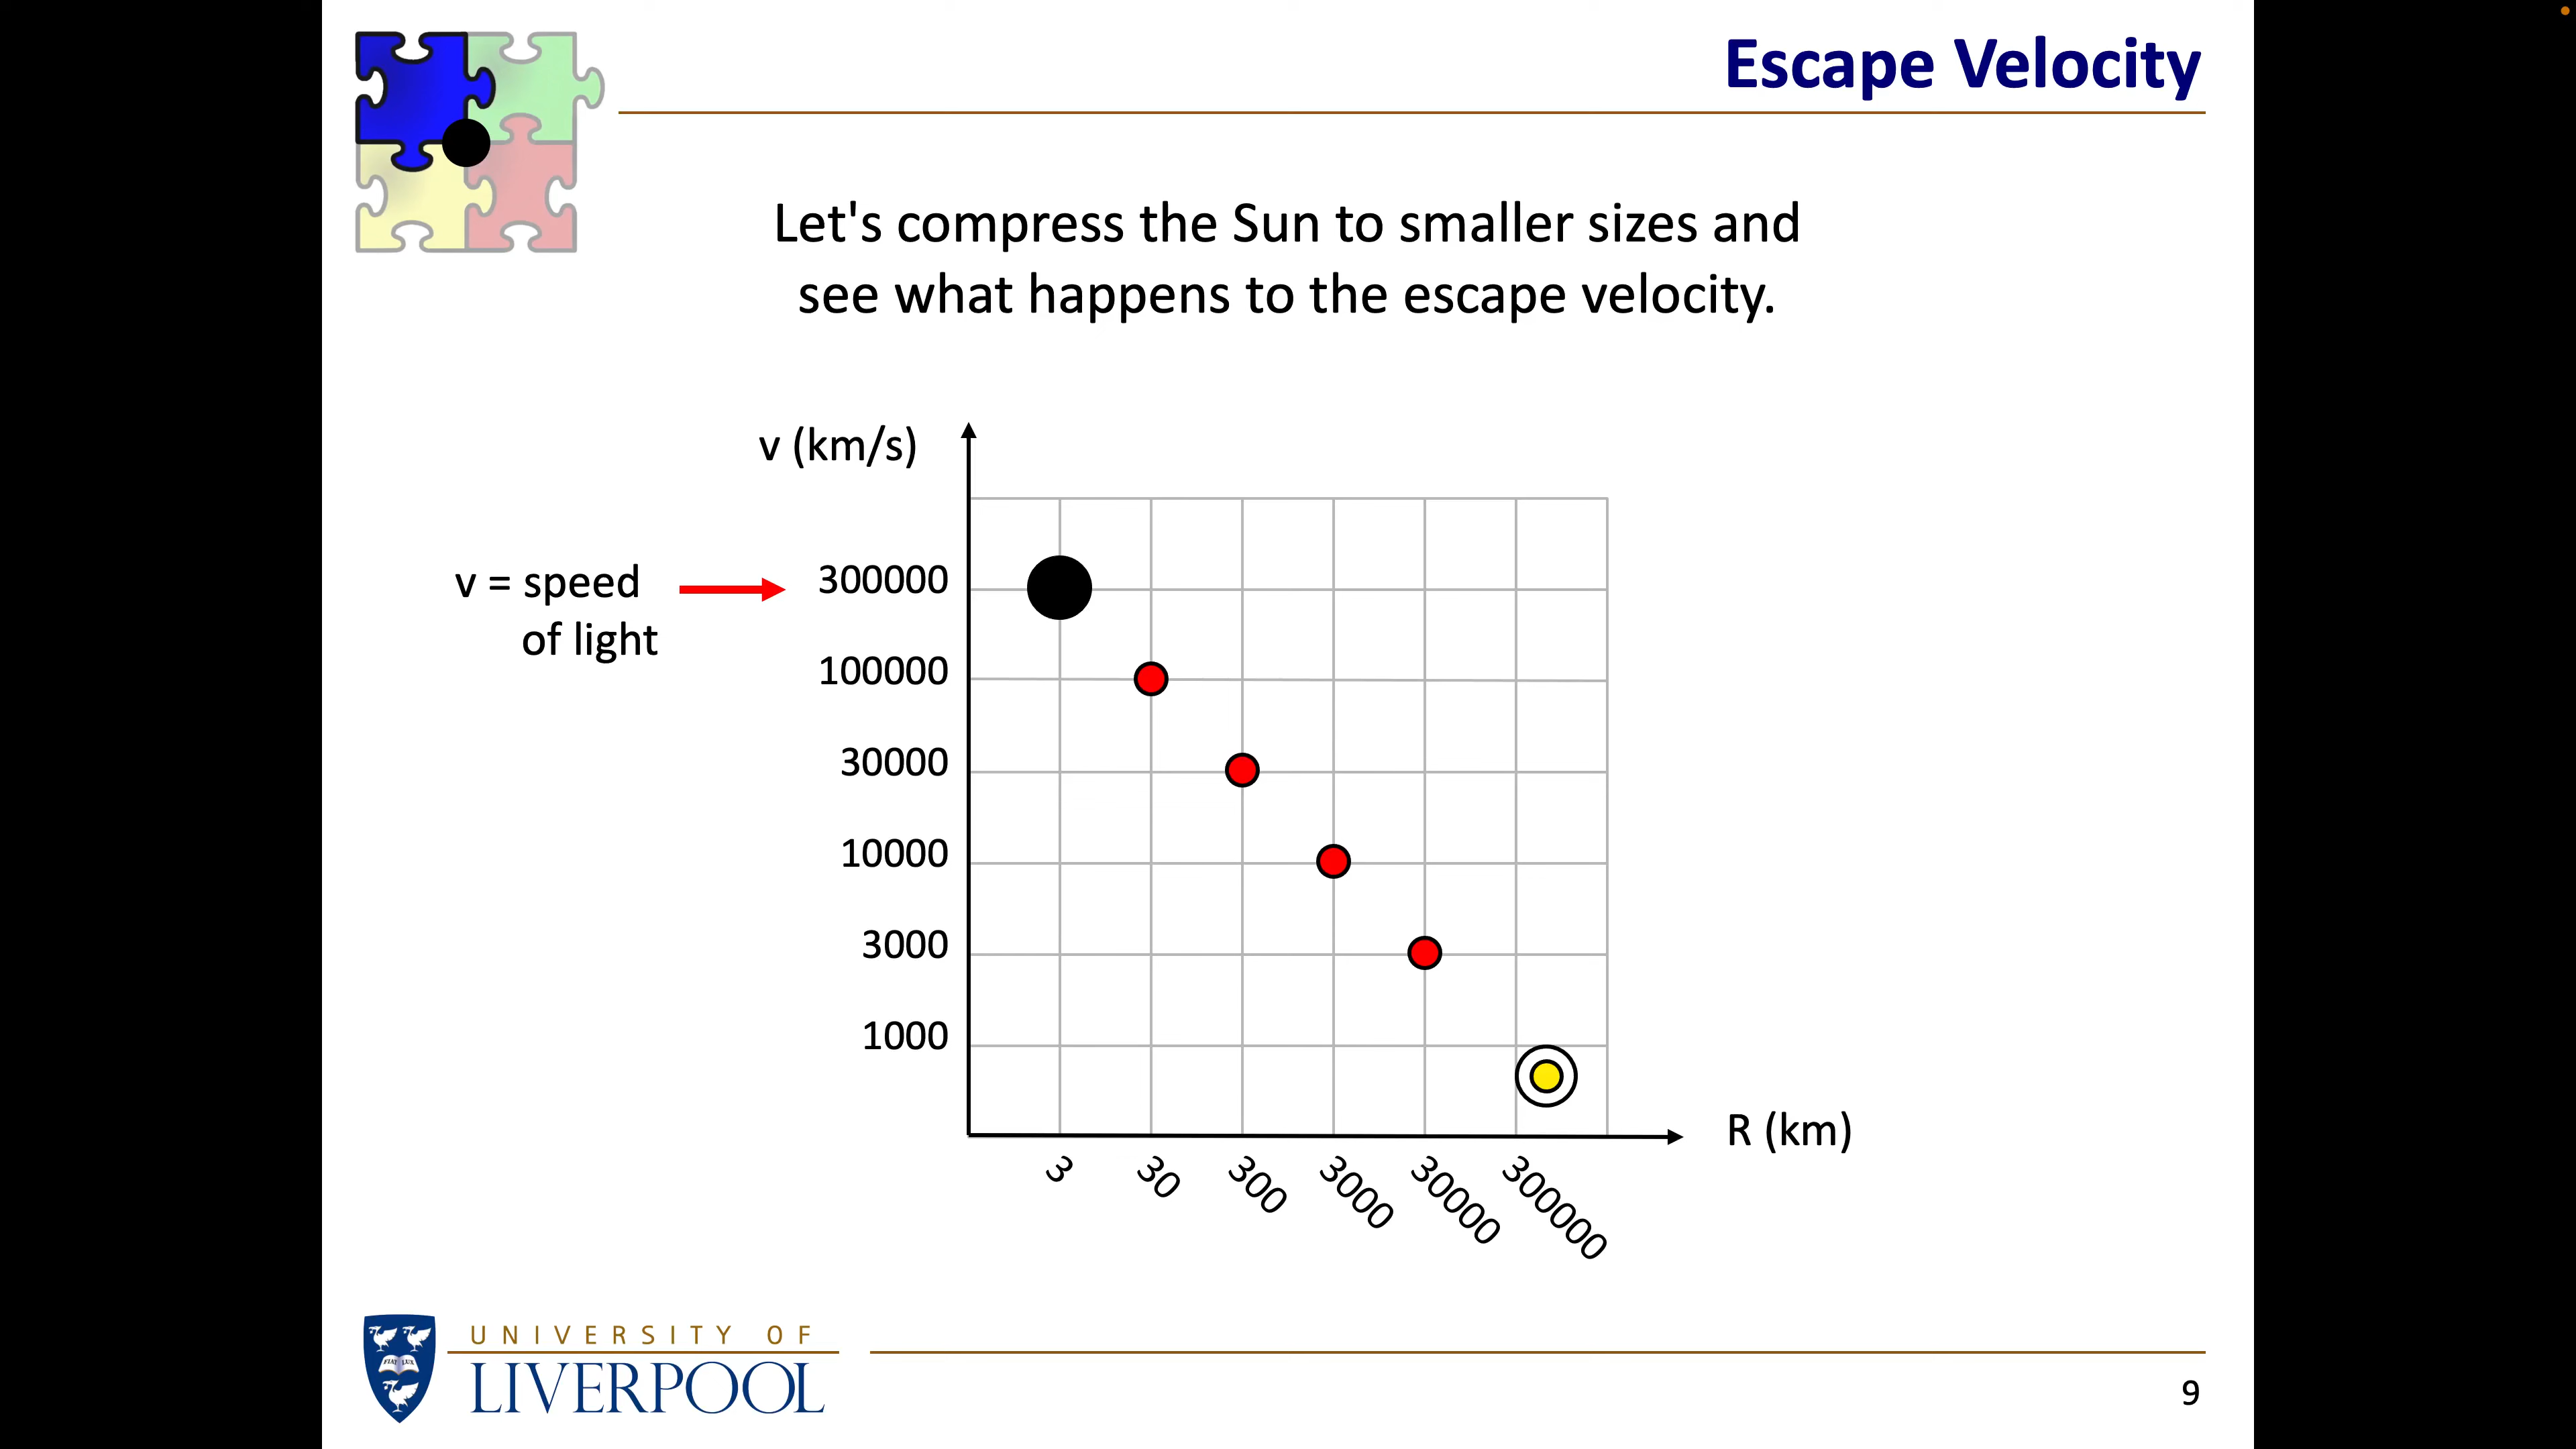 Escape Velocity
Let's compress the Sun to smaller sizes and
see what happens to the escape velocity.
v (km/s)
v = speed
of light
300000
100000
30000
10000
3000
1000
R (km)
3
30
300
3000
30000
300000
FIAT LUX
UNIVERSITY OF
LIVERPOOL
9